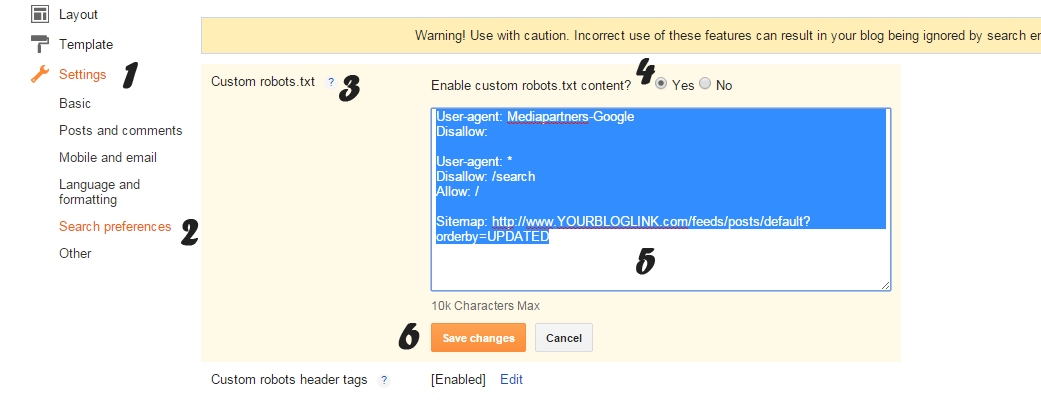 Layout
Template
Settings
1
Basic
Posts and comments
Mobile and email
Language and
formatting
Search preferences
2
Other
Warning! Use with caution. Incorrect use of these features can result in your blog being ignored by search
Custom robots.txt ?
3
Enable custom robots.txt content?
4
Yes No
User-agent: Mediapartners-Google
Disallow:
User-agent: *
Disallow: /search
Allow: /
Sitemap: http://www.YOURBLOGLINK.com/feeds/posts/default?
orderby=UPDATED
5
10k Characters Max
6
Save changes Cancel
Custom robots header tags ? [Enabled] Edit